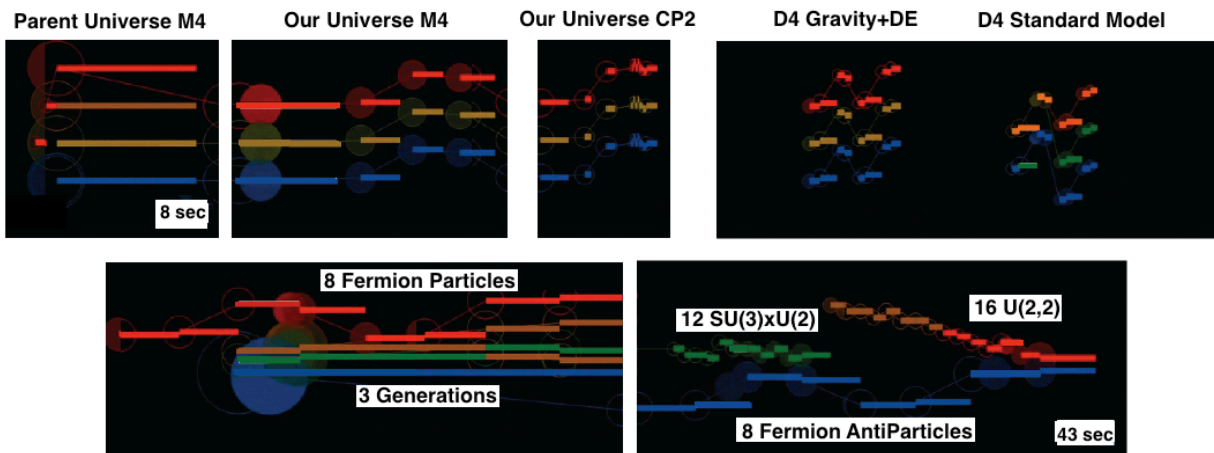 Parent Universe M4
Our Universe M4
Our Universe CP2
D4 Gravity+DE
D4 Standard Model
8 sec
8 Fermion Particles
3 Generations
12 SU(3)xU(2)
16 U(2,2)
8 Fermion AntiParticles
43 sec